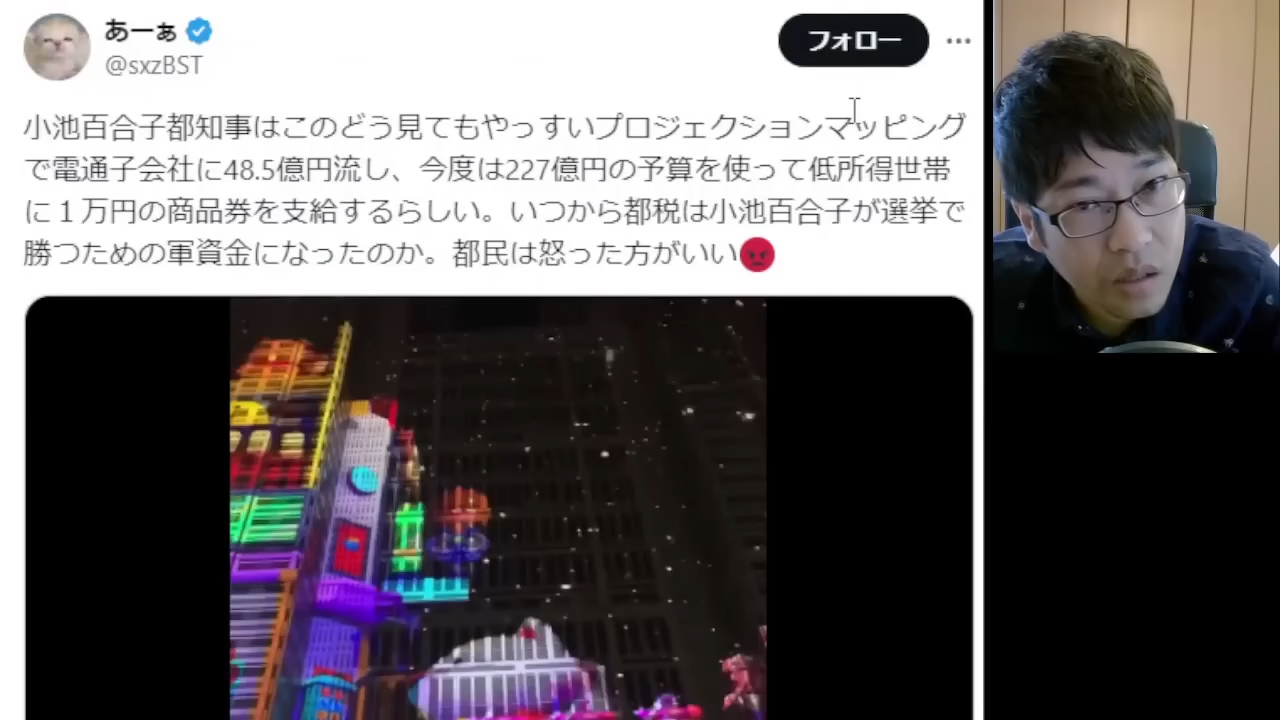 あーぁ
フォロー
@sxzBST
小池百合子都知事はこのどう見てもやっすいプロジェクションマッピング
で電通子会社に48.5億円流し、今度は227億円の予算を使って低所得世帯
に１万円の商品券を支給するらしい。いつから都税は小池百合子が選挙で
勝つための軍資金になったのか。都民は怒った方がいい😡